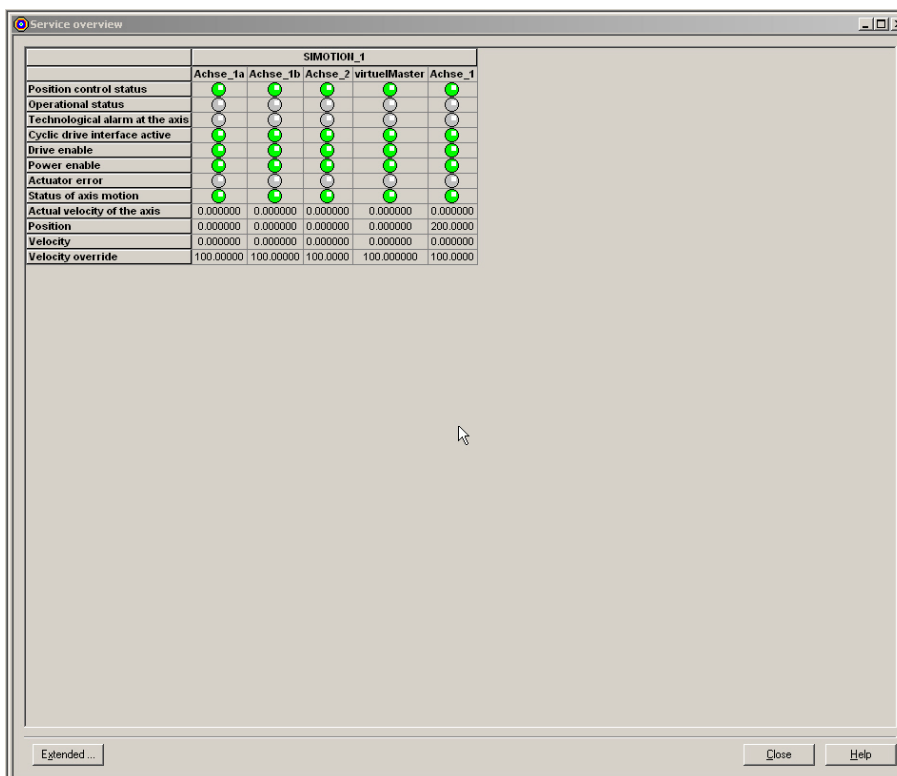 Service overview
SIMOTION_1
Achse_1a Achse_1b Achse_2 virtuelMaster Achse_1
Position control status
Operational status
Technological alarm at the axis
Cyclic drive interface active
Drive enable
Power enable
Actuator error
Status of axis motion
Actual velocity of the axis 0.000000 0.000000 0.000000 0.000000 0.000000
Position 0.000000 0.000000 0.000000 0.000000 200.0000
Velocity 0.000000 0.000000 0.000000 0.000000 0.000000
Velocity override 100.00000 100.00000 100.0000 100.000000 100.0000
Extended ... Close Help